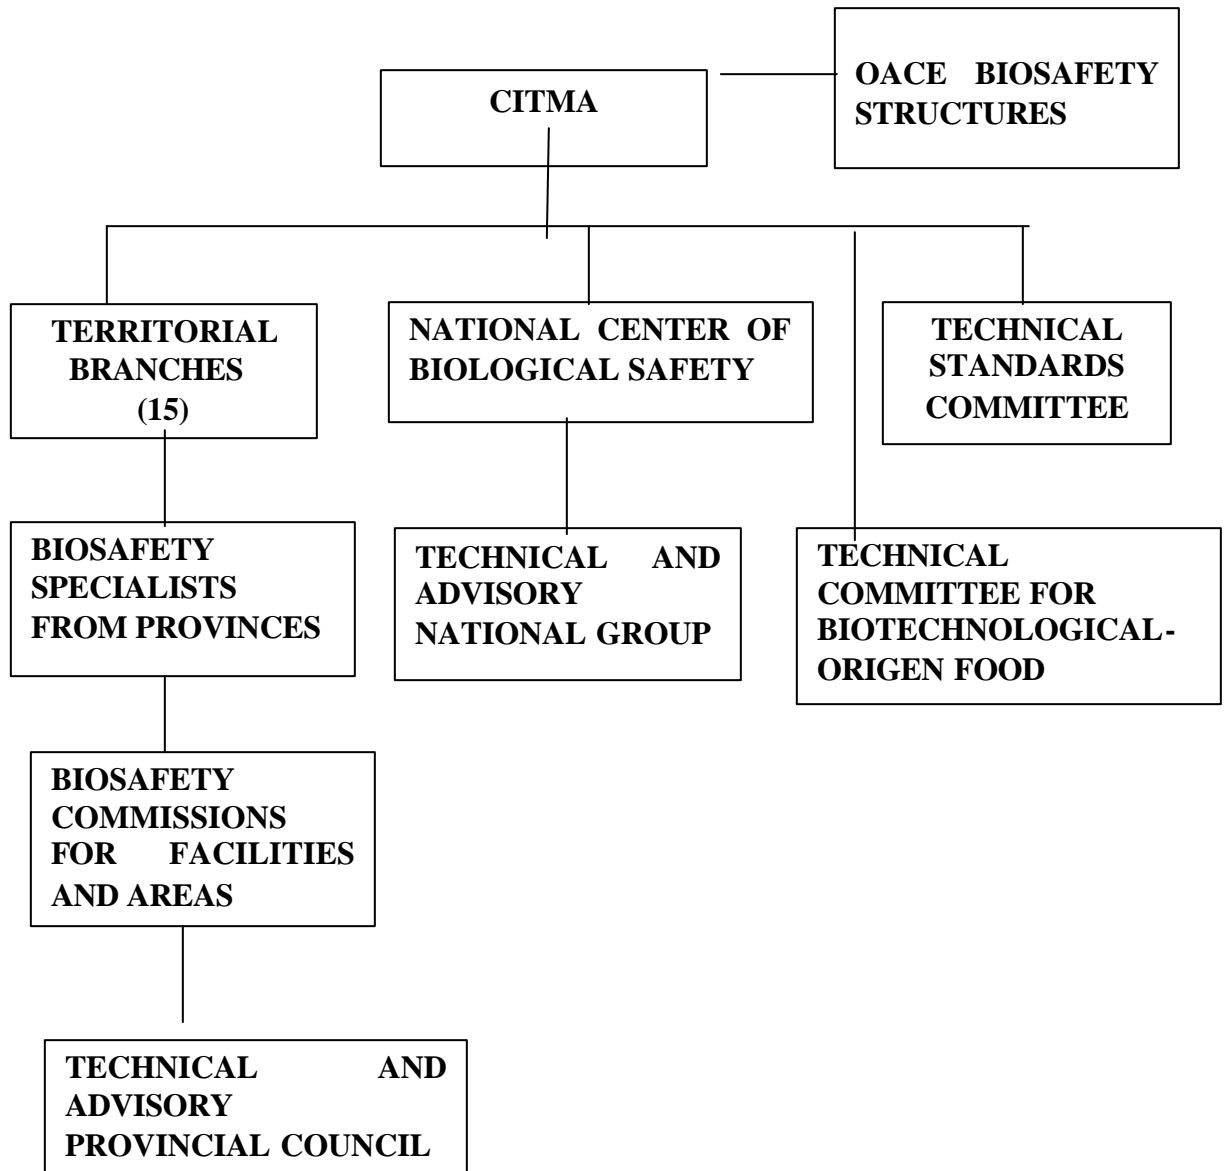 CITMA
OACE BIOSAFETY
STRUCTURES
TERRITORIAL
BRANCHES
(15)
NATIONAL CENTER OF
BIOLOGICAL SAFETY
TECHNICAL
STANDARDS
COMMITTEE
BIOSAFETY
SPECIALISTS
FROM PROVINCES
TECHNICAL AND
ADVISORY
NATIONAL GROUP
TECHNICAL
COMMITTEE FOR
BIOTECHNOLOGICAL-
ORIGEN FOOD
BIOSAFETY
COMMISSIONS
FOR FACILITIES
AND AREAS
TECHNICAL AND
ADVISORY
PROVINCIAL COUNCIL